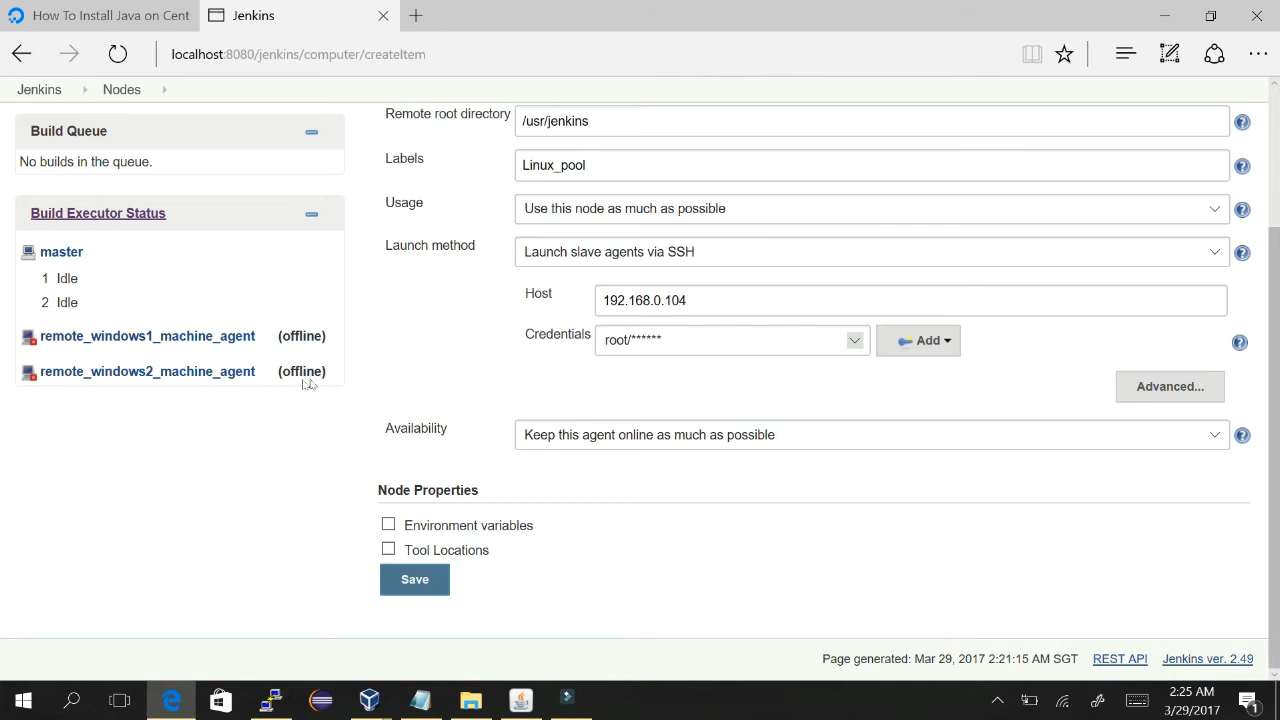 How To Install Java on Cent
Jenkins
localhost:8080/jenkins/computer/createItem
Jenkins
Nodes
Remote root directory
/usr/jenkins
Build Queue
No builds in the queue.
Labels
Linux_pool
Usage
Use this node as much as possible
Build Executor Status
Launch method
Launch slave agents via SSH
master
1 Idle
2 Idle
Host
192.168.0.104
Credentials
root/******
Add
remote_windows1_machine_agent (offline)
remote_windows2_machine_agent (offline)
Advanced...
Availability
Keep this agent online as much as possible
Node Properties
Environment variables
Tool Locations
Save
Page generated: Mar 29, 2017 2:21:15 AM SGT REST API Jenkins ver. 2.49
2:25 AM
3/29/2017
1